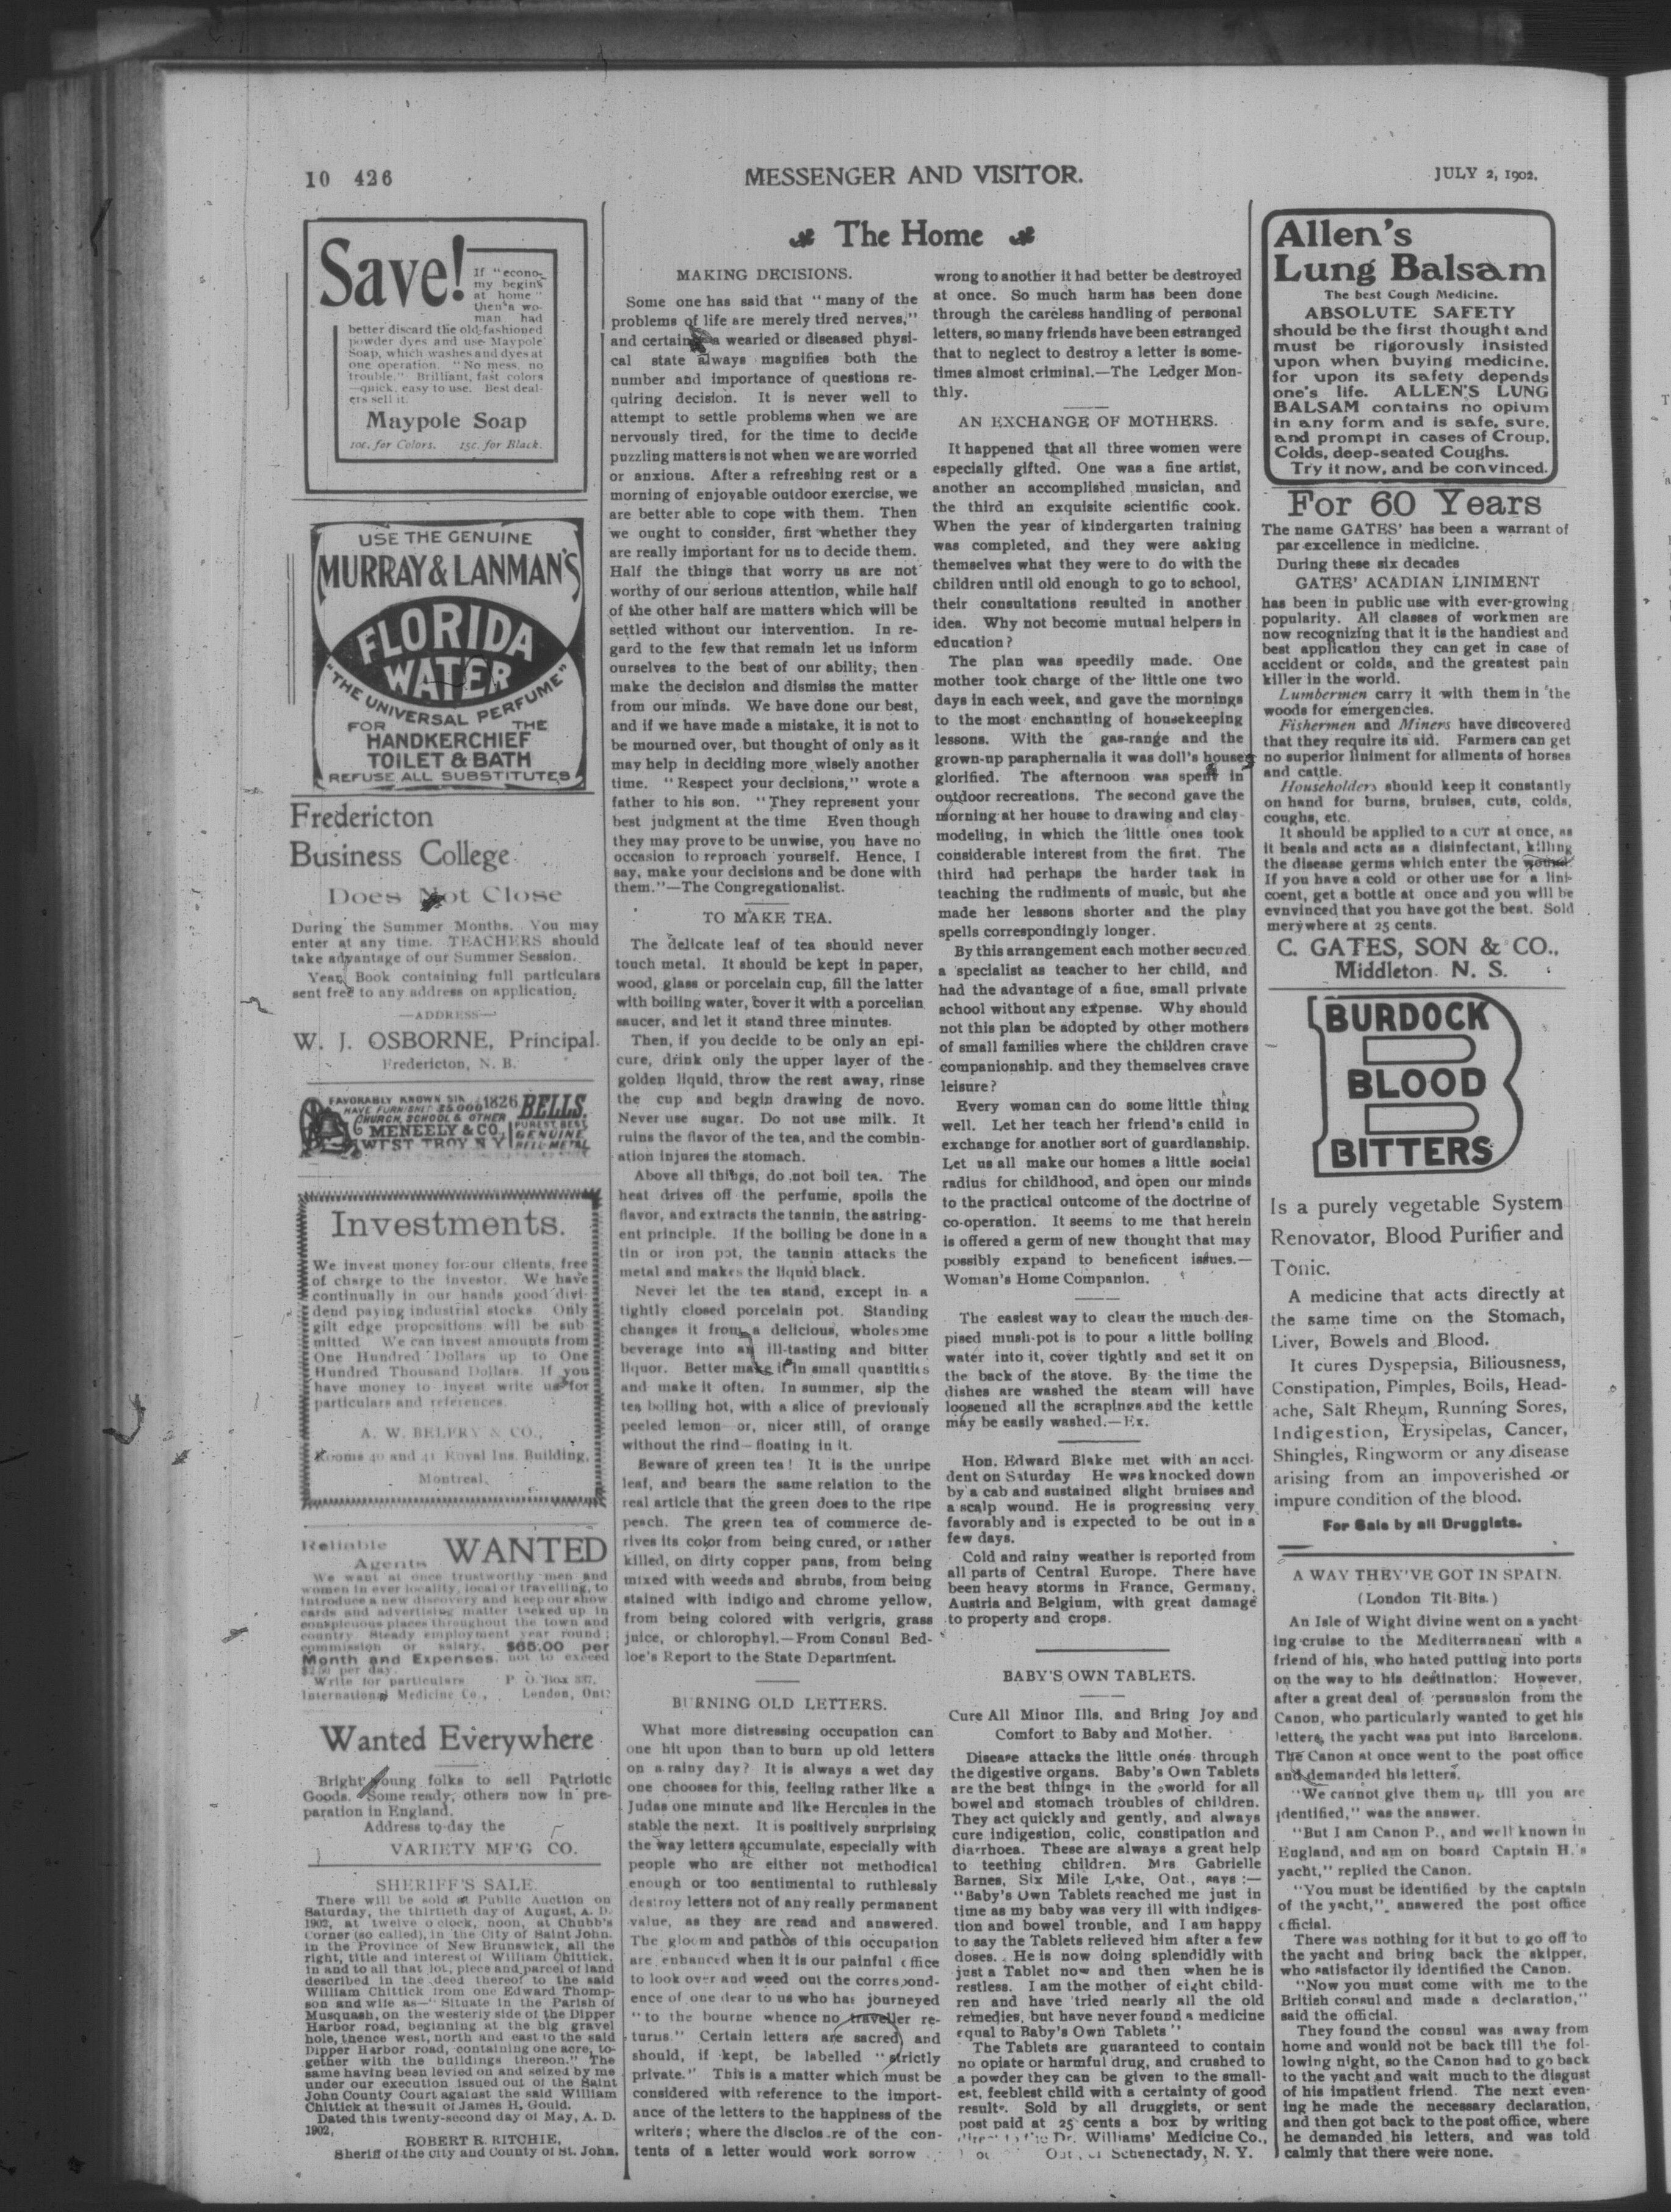 10 426
MESSENGER AND VISITOR.
JULY 2, 1902.
Save!
If "econo-
my begins
at home"
then a wo-
man had
better discard the old-fashioned
powder dyes and use Maypole
Soap, which washes and dyes at
one operation. "No mess, no
trouble." Brilliant, fast colors
—quick, easy to use. Best deal-
ers sell it.
Maypole Soap
10c. for Colors. 15c. for Black.
USE THE GENUINE
MURRAY & LANMAN'S
FLORIDA
WATER
"THE UNIVERSAL PERFUME"
FOR THE
HANDKERCHIEF
TOILET & BATH
REFUSE ALL SUBSTITUTES
Fredericton
Business College
Does Not Close
During the Summer Months. You may
enter at any time. TEACHERS should
take advantage of our Summer Session.
Year Book containing full particulars
sent free to any address on application.
—ADDRESS—
W. J. OSBORNE, Principal.
Fredericton, N. B.
FAVORABLY KNOWN SIN 1826 BELLS.
HAVE FURNISHED 25.000
CHURCH, SCHOOL & OTHER
PUREST, BEST
MENEELY & CO. GENUINE
WEST TROY N.Y BELL-METAL
Investments.
We invest money for our clients, free
of charge to the investor. We have
continually in our hands good divi-
dend paying industrial stocks. Only
gilt edge propositions will be sub
mitted We can invest amounts from
One Hundred Dollars up to One
Hundred Thousand Dollars. If you
have money to invest write us for
particulars and references.
A. W. BELFRY & CO.,
Rooms 40 and 41 Royal Ins. Building,
Montreal.
Reliable
Agents WANTED
We want at once trustworthy men and
women in ever locality, local or travelling, to
introduce a new discovery and keep our show
cards and advertising matter tacked up in
conspicuous places throughout the town and
country. Steady employment year round;
commission or salary, $65.00 per
Month and Expenses, not to exceed
$2.50 per day.
Write for particulars P. O. Box 337,
International Medicine Co., London, Ont.
Wanted Everywhere
Bright young folks to sell Patriotic
Goods. Some ready, others now in pre-
paration in England.
Address to-day the
VARIETY MF'G CO.
SHERIFF'S SALE.
There will be sold at Public Auction on
Saturday, the thirtieth day of August, A. D.
1902, at twelve o'clock, noon, at Chubb's
Corner (so called), in the City of Saint John.
in the Province of New Brunswick, all the
right, title and interest of William Chittick,
in and to all that lot, piece and parcel of land
described in the deed thereof to the said
William Chittick from one Edward Thomp-
son and wife as—"Situate in the Parish of
Musquash, on the westerly side of the Dipper
Harbor road, beginning at the big gravel
hole, thence west, north and east to the said
Dipper Harbor road, containing one acre, to-
gether with the buildings thereon." The
same having been levied on and seized by me
under our execution issued out of the Saint
John County Court against the said William
Chittick at the suit of James H. Gould.
Dated this twenty-second day of May, A. D.
1902,
ROBERT R. RITCHIE,
Sheriff of the city and County of St. John.
The Home
MAKING DECISIONS.
Some one has said that "many of the
problems of life are merely tired nerves,"
and certain a wearied or diseased physi-
cal state always magnifies both the
number and importance of questions re-
quiring decision. It is never well to
attempt to settle problems when we are
nervously tired, for the time to decide
puzzling matters is not when we are worried
or anxious. After a refreshing rest or a
morning of enjoyable outdoor exercise, we
are better able to cope with them. Then
we ought to consider, first whether they
are really important for us to decide them.
Half the things that worry us are not
worthy of our serious attention, while half
of the other half are matters which will be
settled without our intervention. In re-
gard to the few that remain let us inform
ourselves to the best of our ability, then
make the decision and dismiss the matter
from our minds. We have done our best,
and if we have made a mistake, it is not to
be mourned over, but thought of only as it
may help in deciding more wisely another
time. "Respect your decisions," wrote a
father to his son. "They represent your
best judgment at the time Even though
they may prove to be unwise, you have no
occasion to reproach yourself. Hence, I
say, make your decisions and be done with
them."—The Congregationalist.
TO MAKE TEA.
The delicate leaf of tea should never
touch metal. It should be kept in paper,
wood, glass or porcelain cup, fill the latter
with boiling water, cover it with a porcelian
saucer, and let it stand three minutes.
Then, if you decide to be only an epi-
cure, drink only the upper layer of the
golden liquid, throw the rest away, rinse
the cup and begin drawing de novo.
Never use sugar. Do not use milk. It
ruins the flavor of the tea, and the combin-
ation injures the stomach.
Above all things, do not boil tea. The
heat drives off the perfume, spoils the
flavor, and extracts the tannin, the astring-
ent principle. If the boiling be done in a
tin or iron pot, the tannin attacks the
metal and makes the liquid black.
Never let the tea stand, except in a
tightly closed porcelain pot. Standing
changes it from a delicious, wholesome
beverage into an ill-tasting and bitter
liquor. Better make it in small quantities
and make it often. In summer, sip the
tea boiling hot, with a slice of previously
peeled lemon or, nicer still, of orange
without the rind—floating in it.
Beware of green tea! It is the unripe
leaf, and bears the same relation to the
real article that the green does to the ripe
peach. The green tea of commerce de-
rives its color from being cured, or rather
killed, on dirty copper pans, from being
mixed with weeds and shrubs, from being
stained with indigo and chrome yellow,
from being colored with verigris, grass
juice, or chlorophyl.—From Consul Bed-
loe's Report to the State Department.
BURNING OLD LETTERS.
What more distressing occupation can
one hit upon than to burn up old letters
on a rainy day? It is always a wet day
one chooses for this, feeling rather like a
Judas one minute and like Hercules in the
stable the next. It is positively surprising
the way letters accumulate, especially with
people who are either not methodical
enough or too sentimental to ruthlessly
destroy letters not of any really permanent
value, as they are read and answered.
The gloom and pathos of this occupation
are enhanced when it is our painful office
to look over and weed out the correspond-
ence of one dear to us who has journeyed
"to the bourne whence no traveller re-
turus." Certain letters are sacred and
should, if kept, be labelled "strictly
private." This is a matter which must be
considered with reference to the import-
ance of the letters to the happiness of the
writers; where the disclosure of the con-
tents of a letter would work sorrow
wrong to another it had better be destroyed
at once. So much harm has been done
through the careless handling of personal
letters, so many friends have been estranged
that to neglect to destroy a letter is some-
times almost criminal.—The Ledger Mon-
thly.
AN EXCHANGE OF MOTHERS.
It happened that all three women were
especially gifted. One was a fine artist,
another an accomplished musician, and
the third an exquisite scientific cook.
When the year of kindergarten training
was completed, and they were asking
themselves what they were to do with the
children until old enough to go to school,
their consultations resulted in another
idea. Why not become mutual helpers in
education?
The plan was speedily made. One
mother took charge of the little one two
days in each week, and gave the mornings
to the most enchanting of housekeeping
lessons. With the gas-range and the
grown-up paraphernalia it was doll's houses
glorified. The afternoon was spent in
outdoor recreations. The second gave the
morning at her house to drawing and clay-
modeling, in which the little ones took
considerable interest from the first. The
third had perhaps the harder task in
teaching the rudiments of music, but she
made her lessons shorter and the play
spells correspondingly longer.
By this arrangement each mother secured
a specialist as teacher to her child, and
had the advantage of a fine, small private
school without any expense. Why should
not this plan be adopted by other mothers
of small families where the children crave
companionship. and they themselves crave
leisure?
Every woman can do some little thing
well. Let her teach her friend's child in
exchange for another sort of guardianship.
Let us all make our homes a little social
radius for childhood, and open our minds
to the practical outcome of the doctrine of
co-operation. It seems to me that herein
is offered a germ of new thought that may
possibly expand to beneficent issues.—
Woman's Home Companion.
The easiest way to clean the much-des-
pised mush-pot is to pour a little boiling
water into it, cover tightly and set it on
the back of the stove. By the time the
dishes are washed the steam will have
loosened all the scrapings and the kettle
may be easily washed.—Ex.
Hon. Edward Blake met with an acci-
dent on Saturday He was knocked down
by a cab and sustained slight bruises and
a scalp wound. He is progressing very
favorably and is expected to be out in a
few days.
Cold and rainy weather is reported from
all parts of Central Europe. There have
been heavy storms in France, Germany,
Austria and Belgium, with great damage
to property and crops.
BABY'S OWN TABLETS.
Cure All Minor Ills, and Bring Joy and
Comfort to Baby and Mother.
Disease attacks the little ones through
the digestive organs. Baby's Own Tablets
are the best things in the world for all
bowel and stomach troubles of children.
They act quickly and gently, and always
cure indigestion, colic, constipation and
diarrhoea. These are always a great help
to teething children. Mrs Gabrielle
Barnes, Six Mile Lake, Ont., says:—
"Baby's Own Tablets reached me just in
time as my baby was very ill with indiges-
tion and bowel trouble, and I am happy
to say the Tablets relieved him after a few
doses. He is now doing splendidly with
just a Tablet now and then when he is
restless. I am the mother of eight child-
ren and have tried nearly all the old
remedies, but have never found a medicine
equal to Baby's Own Tablets"
The Tablets are guaranteed to contain
no opiate or harmful drug, and crushed to
a powder they can be given to the small-
est, feeblest child with a certainty of good
results. Sold by all druggists, or sent
post paid at 25 cents a box by writing
direct to the Dr. Williams' Medicine Co.,
Schenectady, N. Y.
Allen's
Lung Balsam
The best Cough Medicine.
ABSOLUTE SAFETY
should be the first thought and
must be rigorously insisted
upon when buying medicine,
for upon its safety depends
one's life. ALLEN'S LUNG
BALSAM contains no opium
in any form and is safe, sure,
and prompt in cases of Croup,
Colds, deep-seated Coughs.
Try it now, and be convinced.
For 60 Years
The name GATES' has been a warrant of
par excellence in medicine.
During these six decades
GATES' ACADIAN LINIMENT
has been in public use with ever-growing
popularity. All classes of workmen are
now recognizing that it is the handiest and
best application they can get in case of
accident or colds, and the greatest pain
killer in the world.
Lumbermen carry it with them in the
woods for emergencies.
Fishermen and Miners have discovered
that they require its aid. Farmers can get
no superior liniment for ailments of horses
and cattle.
Householders should keep it constantly
on hand for burns, bruises, cuts, colds,
coughs, etc.
It should be applied to a CUT at once, as
it heals and acts as a disinfectant, killing
the disease germs which enter the wound.
If you have a cold or other use for a lini-
coent, get a bottle at once and you will be
evnvinced that you have got the best. Sold
merywhere at 25 cents.
C. GATES, SON & CO.,
Middleton N. S.
BURDOCK
BLOOD
BITTERS
Is a purely vegetable System
Renovator, Blood Purifier and
Tonic.
A medicine that acts directly at
the same time on the Stomach,
Liver, Bowels and Blood.
It cures Dyspepsia, Biliousness,
Constipation, Pimples, Boils, Head-
ache, Salt Rheum, Running Sores,
Indigestion, Erysipelas, Cancer,
Shingles, Ringworm or any disease
arising from an impoverished or
impure condition of the blood.
For Sale by all Druggists.
A WAY THEY'VE GOT IN SPAIN.
(London Tit-Bits.)
An Isle of Wight divine went on a yacht-
ing cruise to the Mediterranean with a
friend of his, who hated putting into ports
on the way to his destination. However,
after a great deal of persuasion from the
Canon, who particularly wanted to get his
letters, the yacht was put into Barcelona.
The Canon at once went to the post office
and demanded his letters.
"We cannot give them up till you are
identified," was the answer.
"But I am Canon P., and well known in
England, and am on board Captain H.'s
yacht," replied the Canon.
"You must be identified by the captain
of the yacht," answered the post office
official.
There was nothing for it but to go off to
the yacht and bring back the skipper,
who satisfactor ily identified the Canon.
"Now you must come with me to the
British consul and made a declaration,"
said the official.
They found the consul was away from
home and would not be back till the fol-
lowing night, so the Canon had to go back
to the yacht and wait much to the disgust
of his impatient friend. The next even-
ing he made the necessary declaration,
and then got back to the post office, where
he demanded his letters, and was told
calmly that there were none.